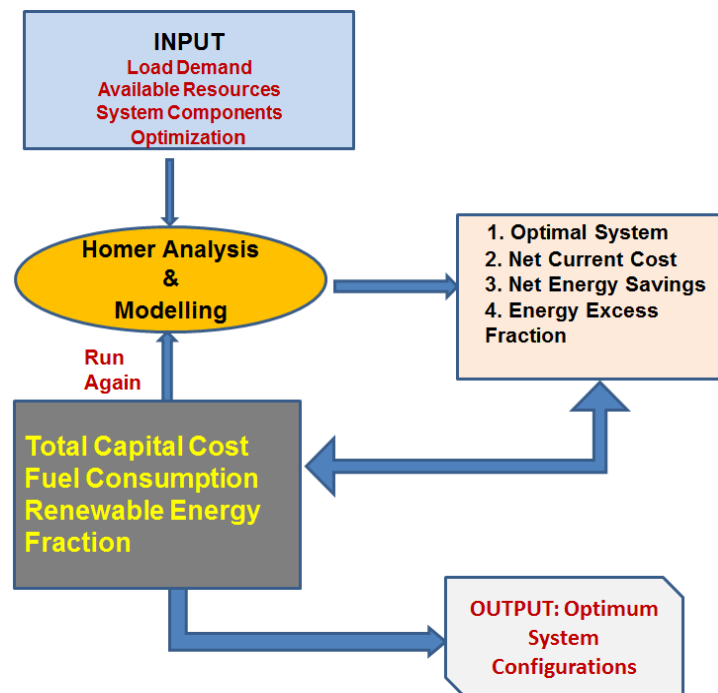 INPUT
Load Demand
Available Resources
System Components
Optimization
Homer Analysis
&
Modelling
1. Optimal System
2. Net Current Cost
3. Net Energy Savings
4. Energy Excess
Fraction
Run
Again
Total Capital Cost
Fuel Consumption
Renewable Energy
Fraction
OUTPUT: Optimum
System
Configurations